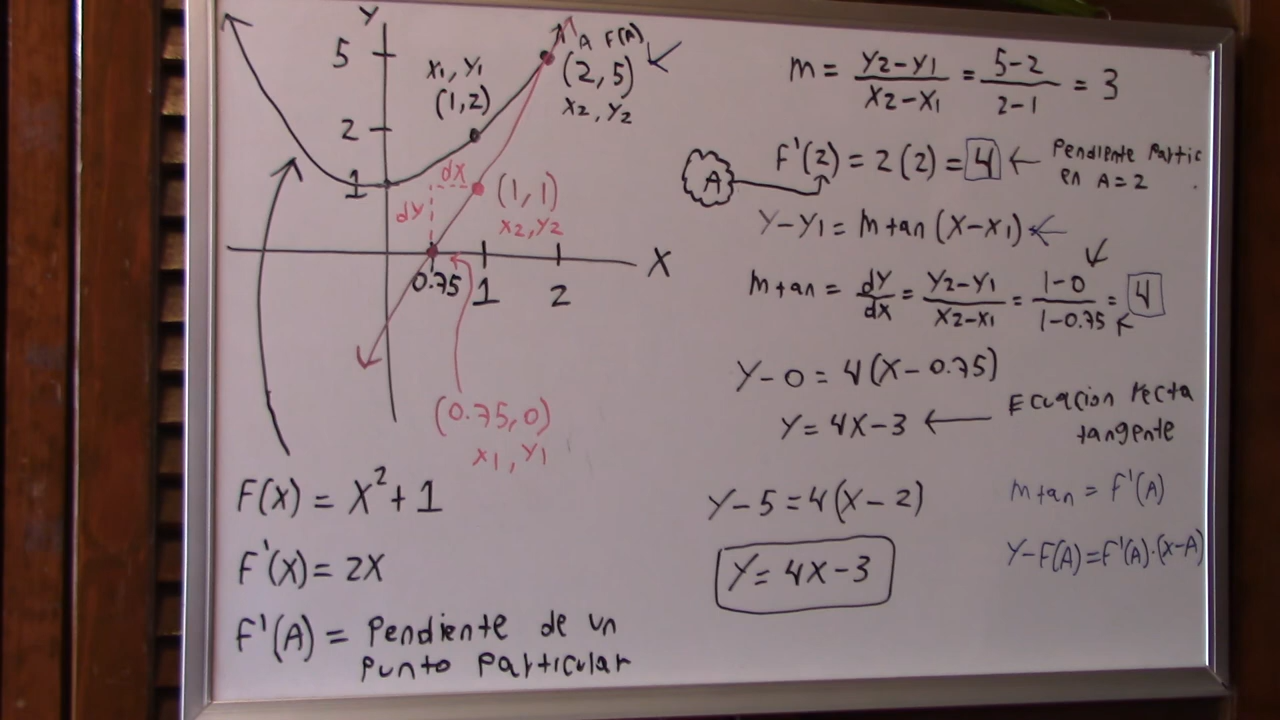 Y
5
2
1
X1, Y1
(1,2)
A F(A)
(2,5)
X2, Y2
dx
dy
(1,1)
X2, Y2
0.75
1
2
X
(0.75,0)
X1, Y1
F(X) = X² + 1
F'(X) = 2X
F'(A) = Pendiente de un
punto particular
m = Y2-Y1/X2-X1 = 5-2/2-1 = 3
A
F'(2) = 2(2) = 4 ← Pendiente Partic
en A=2
Y-Y1 = mtan (X-X1) ←
mtan = dy/dx = Y2-Y1/X2-X1 = 1-0/1-0.75 = 4
Y-0 = 4(X-0.75)
Y = 4X-3 ← Ecuacion recta
tangente
Y-5 = 4(X-2)
Y = 4X-3
mtan = F'(A)
Y-F(A) = F'(A)·(X-A)